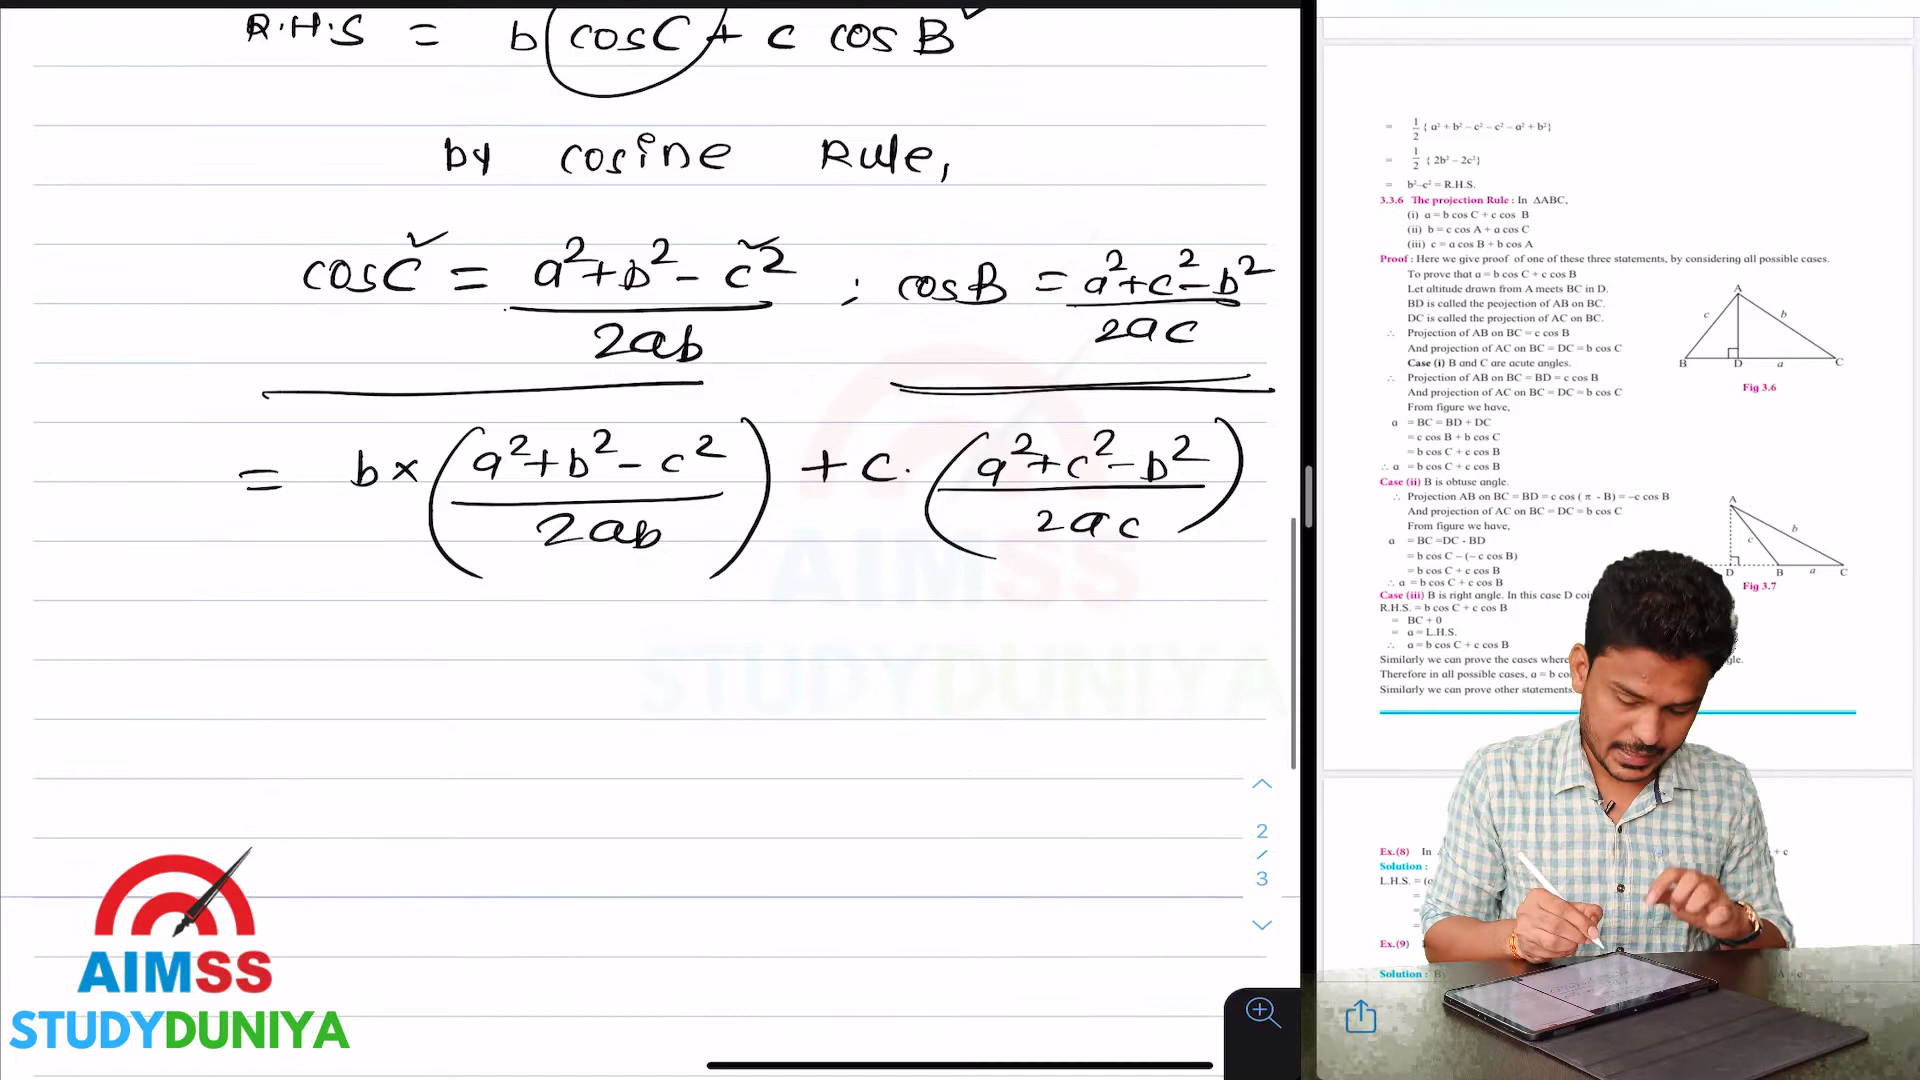 R.H.S = b cosC + c cosB
by cosine Rule,
cosC = a²+b²-c² / 2ab ; cosB = a²+c²-b² / 2ac
= b×(a²+b²-c² / 2ab) + c.(a²+c²-b² / 2ac)
AIMSS
STUDYDUNIYA
AIMSS
STUDYDUNIYA
2
/
3
= 1/2 { a² + b² – c² – c² – a² + b²}
= 1/2 { 2b² – 2c²}
= b²–c² = R.H.S.
3.3.6 The projection Rule : In ΔABC,
(i) a = b cos C + c cos B
(ii) b = c cos A + a cos C
(iii) c = a cos B + b cos A
Proof : Here we give proof of one of these three statements, by considering all possible cases.
To prove that a = b cos C + c cos B
Let altitude drawn from A meets BC in D.
BD is called the peojection of AB on BC.
DC is called the projection of AC on BC.
∴ Projection of AB on BC = c cos B
And projection of AC on BC = DC = b cos C
Case (i) B and C are acute angles.
∴ Projection of AB on BC = BD = c cos B
And projection of AC on BC = DC = b cos C
From figure we have,
a = BC = BD + DC
= c cos B + b cos C
= b cos C + c cos B
∴ a = b cos C + c cos B
A
c
b
B
D
a
C
Fig 3.6
Case (ii) B is obtuse angle.
∴ Projection AB on BC = BD = c cos ( π - B) = –c cos B
And projection of AC on BC = DC = b cos C
From figure we have,
a = BC =DC - BD
= b cos C – (– c cos B)
= b cos C + c cos B
∴ a = b cos C + c cos B
A
b
c
D
B
a
C
Fig 3.7
Case (iii) B is right angle. In this case D coi
R.H.S. = b cos C + c cos B
= BC + 0
= a = L.H.S.
∴ a = b cos C + c cos B
Similarly we can prove the cases where gle.
Therefore in all possible cases, a = b co
Similarly we can prove other statements.
Ex.(8) In + c
Solution :
L.H.S. = (
=
=
=
Ex.(9)
Solution :